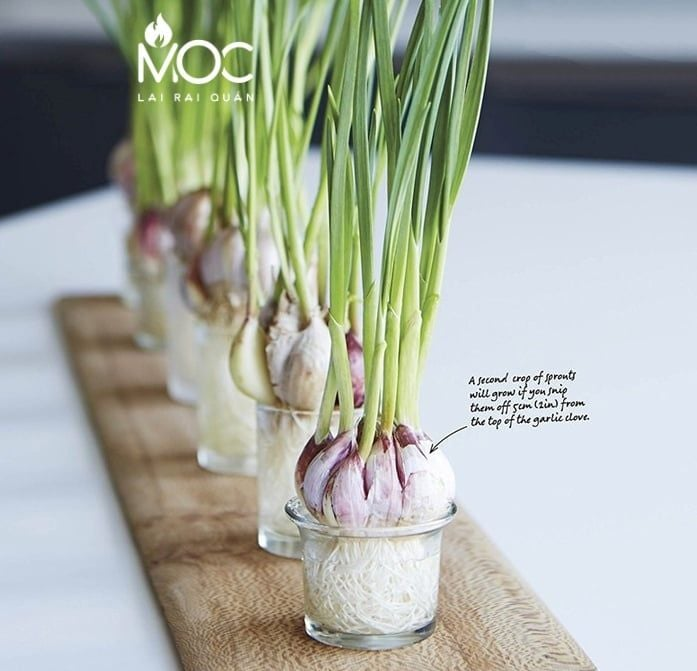 MOC
LAI RAI QUÁN
A second crop of sprouts
will grow if you snip
them off 5cm (2in) from
the top of the garlic clove.